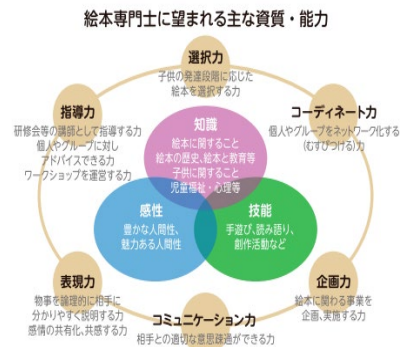 絵本専門士に望まれる主な資質・能力
選択力
子供の発達段階に応じた
絵本を選択する力
指導力
研修会等の講師として指導する力
個人やグループに対し
アドバイスできる力
ワークショップを運営する力
コーディネート力
個人やグループをネットワーク化する
(むすびつける)力
知識
絵本に関すること
絵本の歴史、絵本と教育等
子供に関すること
児童福祉・心理等
感性
豊かな人間性、
魅力ある人間性
技能
手遊び、読み語り、
創作活動など
表現力
物事を論理的に相手に
分かりやすく説明する力
感情の共有化、共感する力
企画力
絵本に関わる事業を
企画、実施する力
コミュニケーション力
相手との適切な意思疎通ができる力